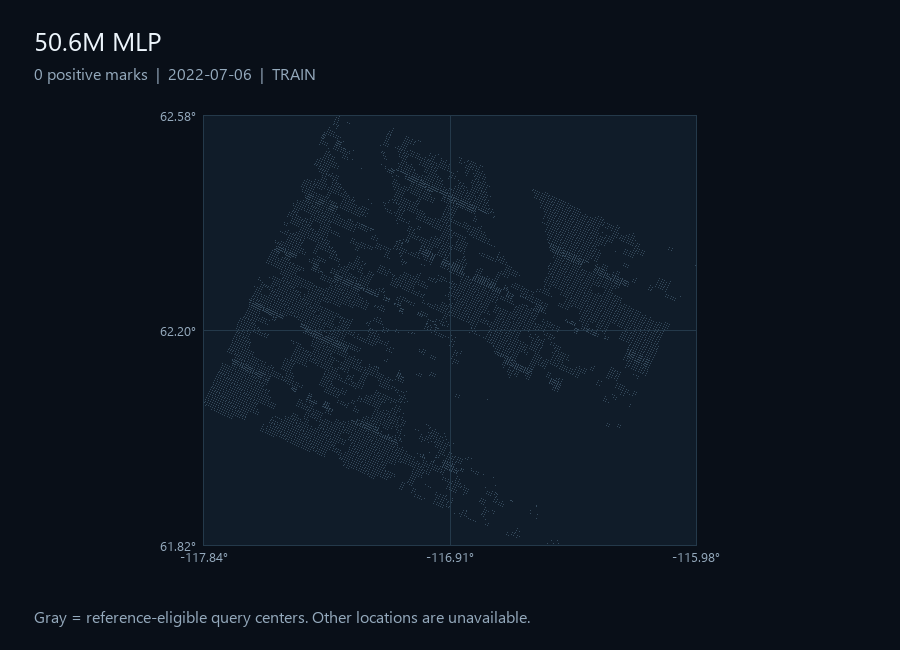 50.6M MLP
0 positive marks | 2022-07-06 | TRAIN
62.58°
62.20°
61.82°
-117.84°
-116.91°
-115.98°
Gray = reference-eligible query centers. Other locations are unavailable.